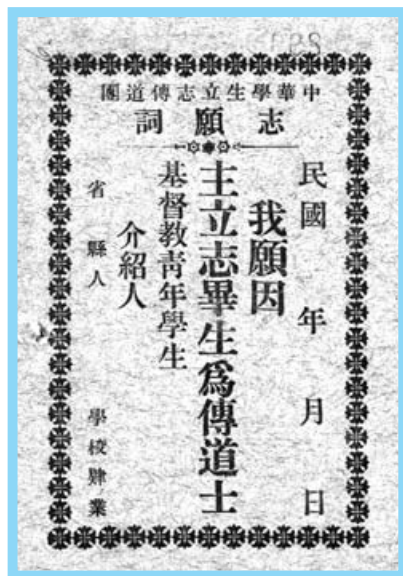 中華學生立志傳道團
志願詞
民國 年 月 日
我願因
主立志畢生爲傳道士
基督教青年學生
介紹人
省 縣人 學校肄業